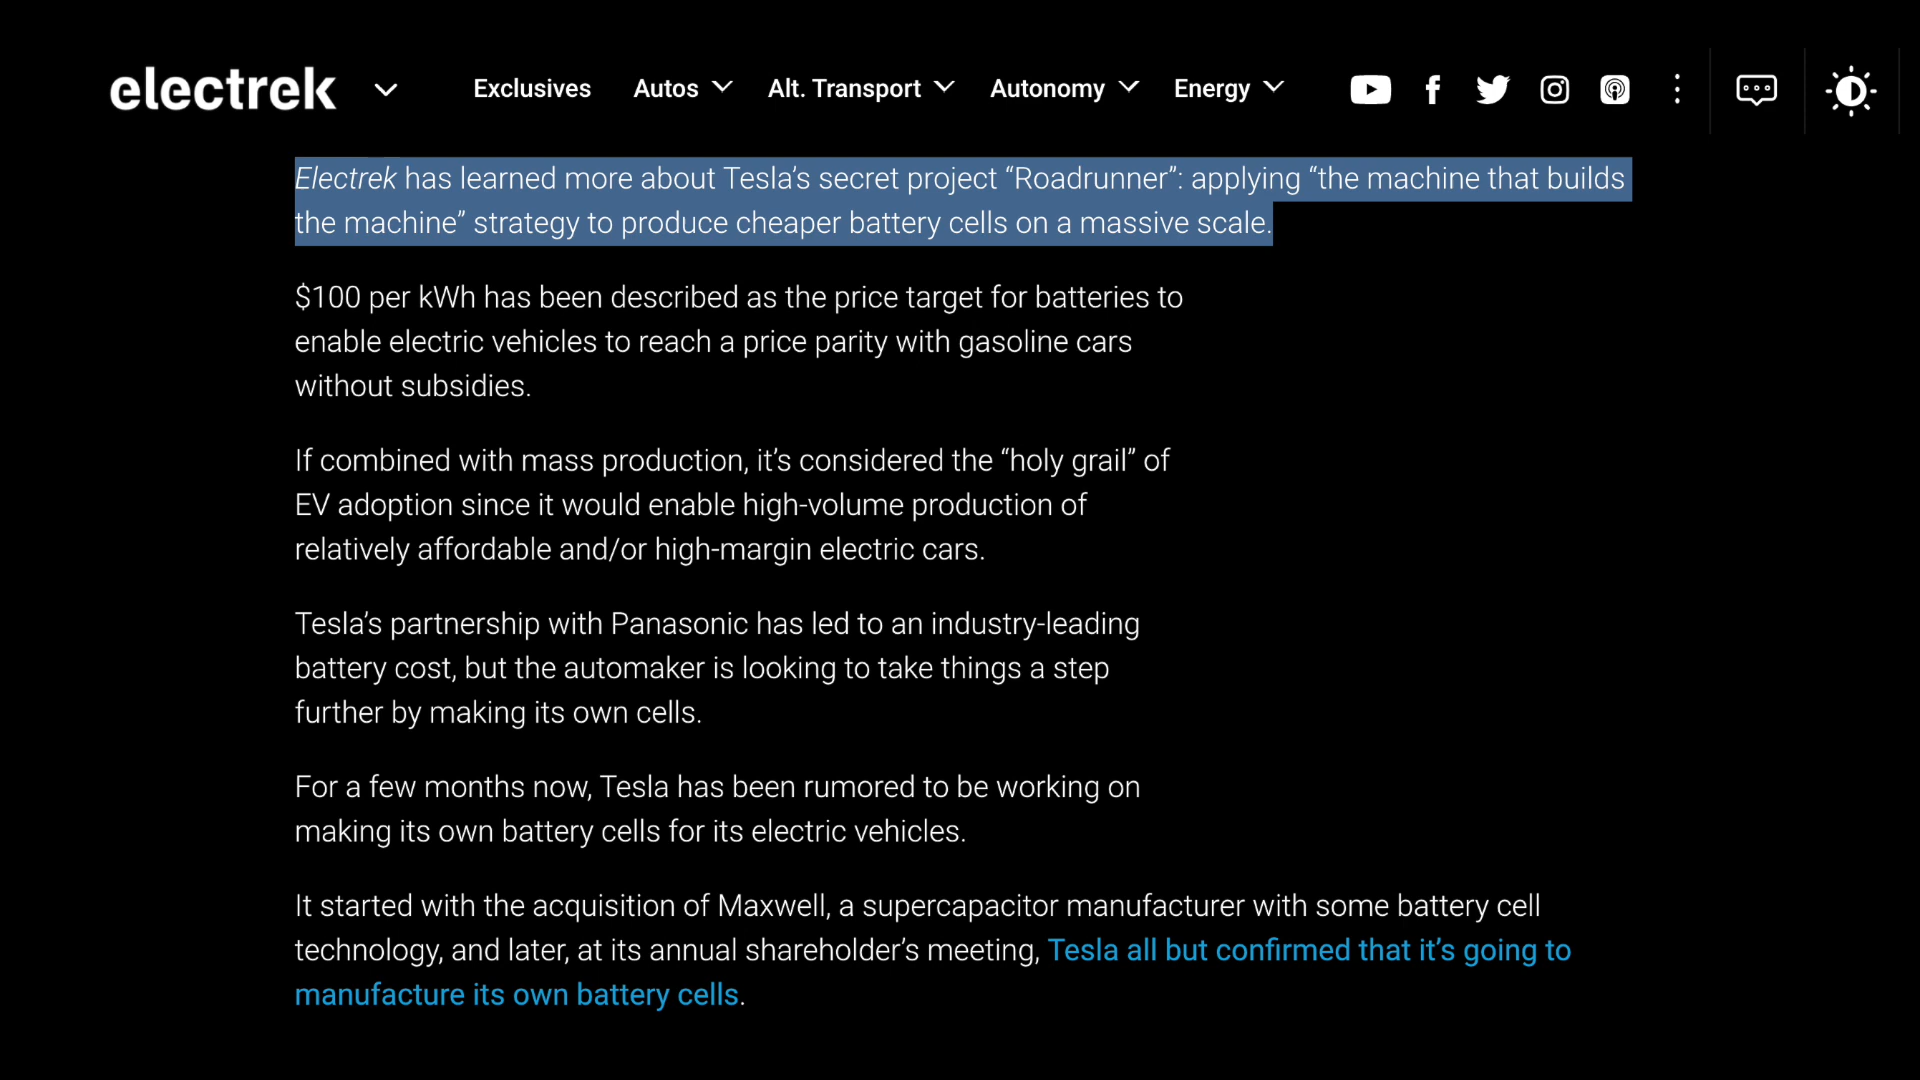 electrek Exclusives Autos Alt. Transport Autonomy Energy
Electrek has learned more about Tesla’s secret project “Roadrunner”: applying “the machine that builds
the machine” strategy to produce cheaper battery cells on a massive scale.
$100 per kWh has been described as the price target for batteries to
enable electric vehicles to reach a price parity with gasoline cars
without subsidies.
If combined with mass production, it’s considered the “holy grail” of
EV adoption since it would enable high-volume production of
relatively affordable and/or high-margin electric cars.
Tesla’s partnership with Panasonic has led to an industry-leading
battery cost, but the automaker is looking to take things a step
further by making its own cells.
For a few months now, Tesla has been rumored to be working on
making its own battery cells for its electric vehicles.
It started with the acquisition of Maxwell, a supercapacitor manufacturer with some battery cell
technology, and later, at its annual shareholder’s meeting, Tesla all but confirmed that it’s going to
manufacture its own battery cells.